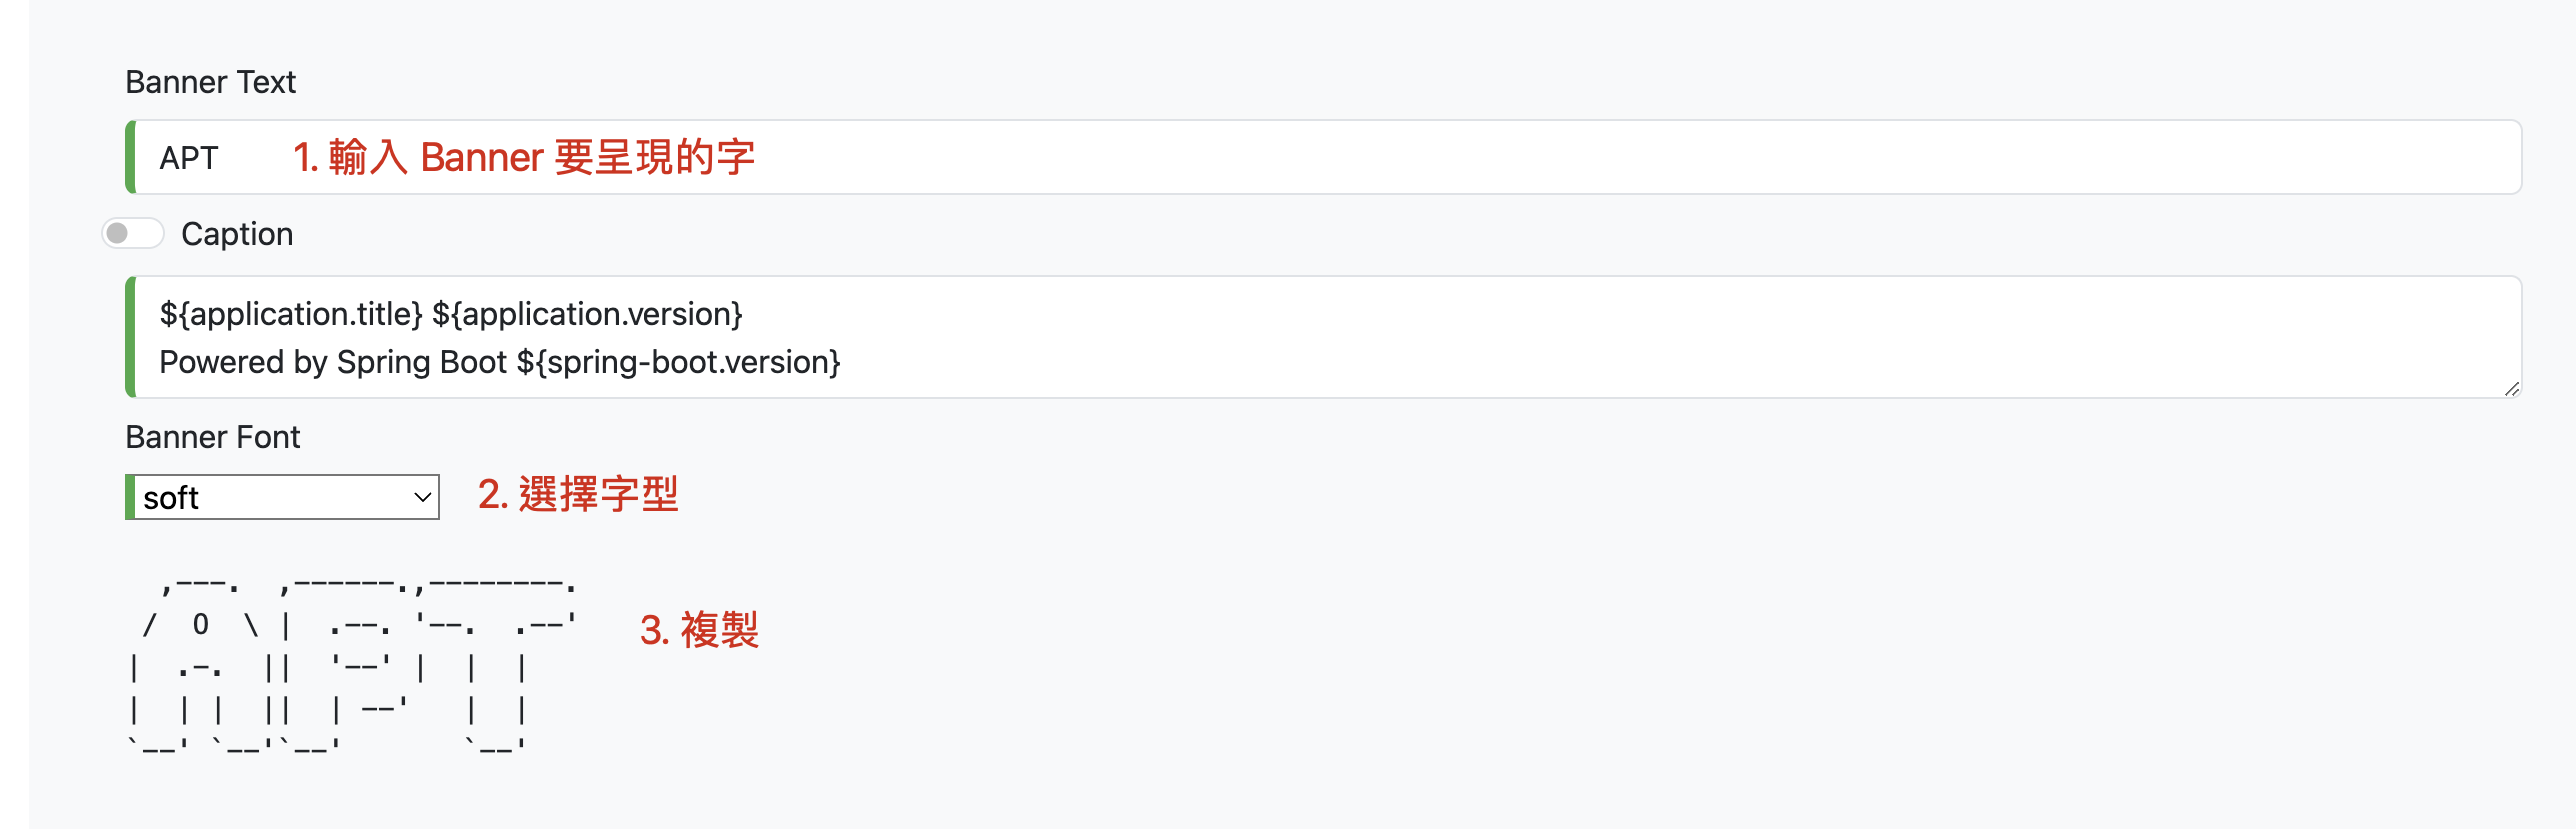 Banner Text
APT 1. 輸入 Banner 要呈現的字
Caption
${application.title} ${application.version}
Powered by Spring Boot ${spring-boot.version}
Banner Font
soft 2. 選擇字型
  ,---.  ,------.,--------.
 /  O  \ |  .--. '--.  .--'
|  .-.  ||  '--' |  |  |
|  | |  ||  | --'   |  |
`--' `--'`--'       `--'
3. 複製